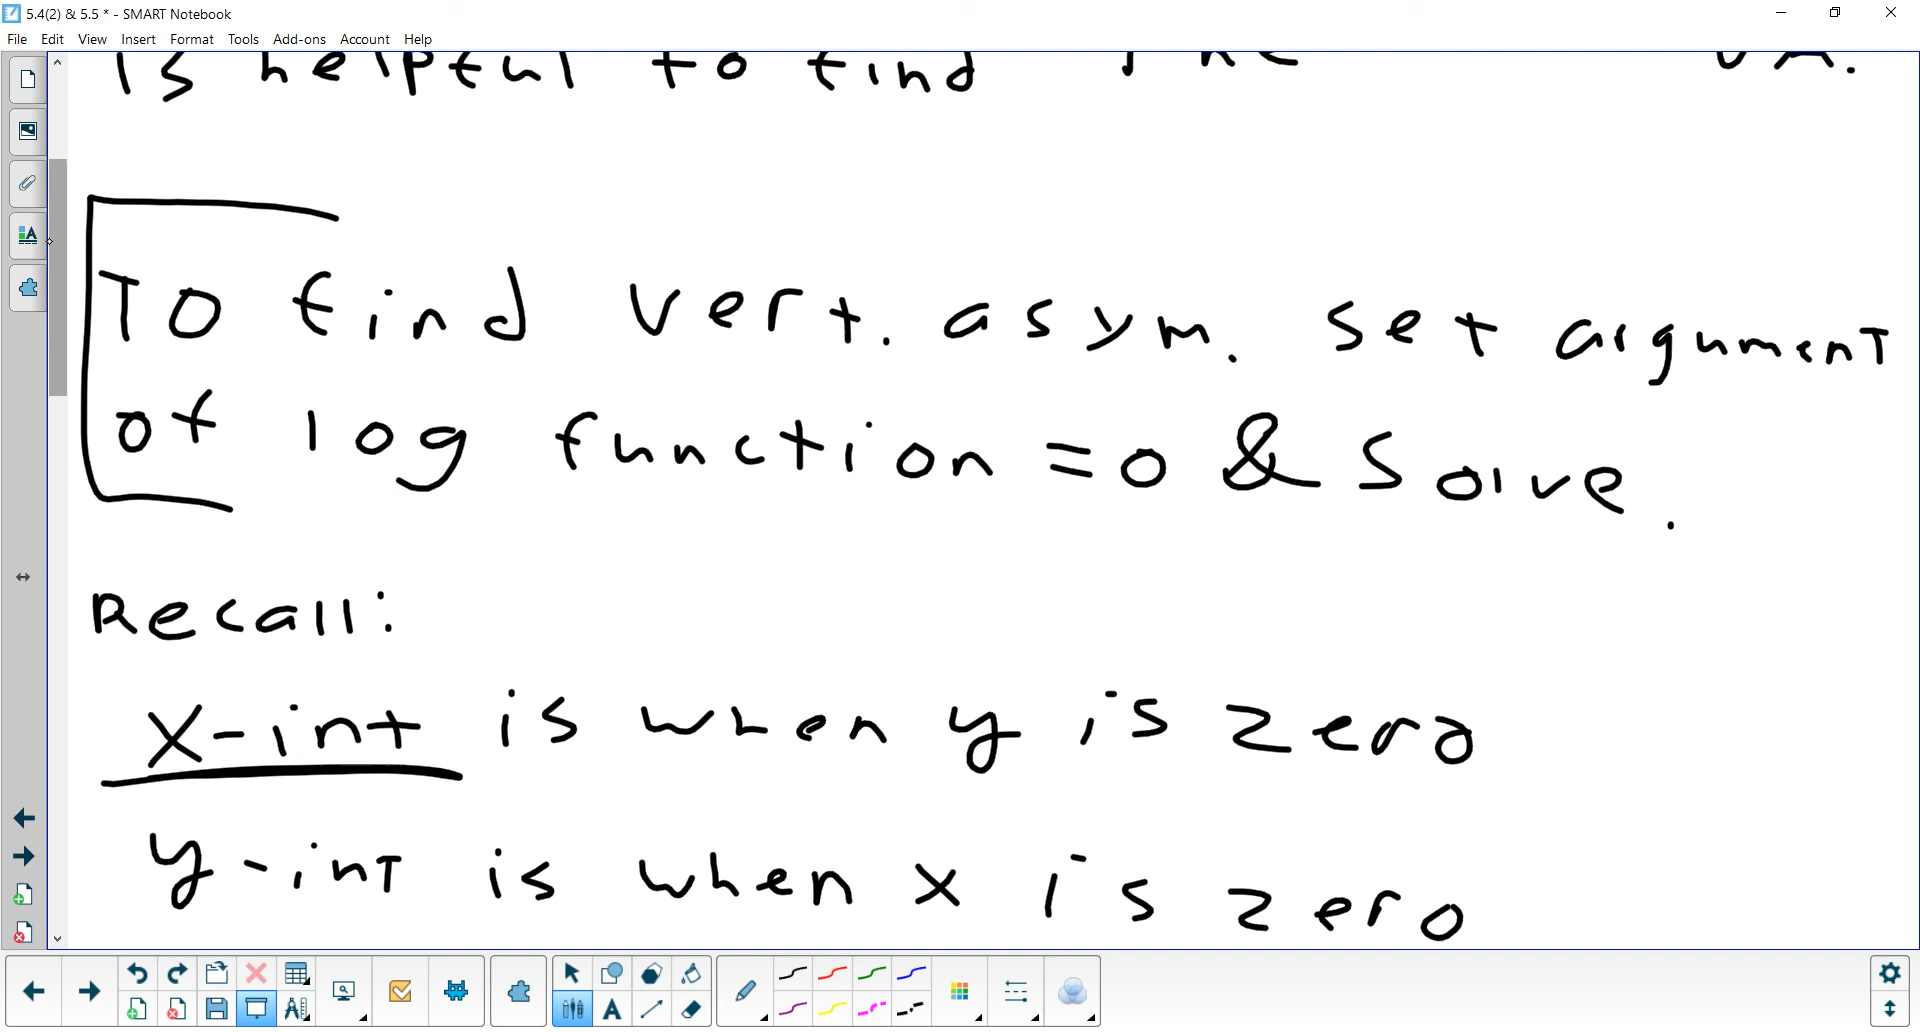 5.4(2) & 5.5 * - SMART Notebook
File Edit View Insert Format Tools Add-ons Account Help
is helpful to find the VA.
To find vert. asym. set argument
of log function = 0 & solve.
Recall:
x-int is when y is zero
y-int is when x is zero